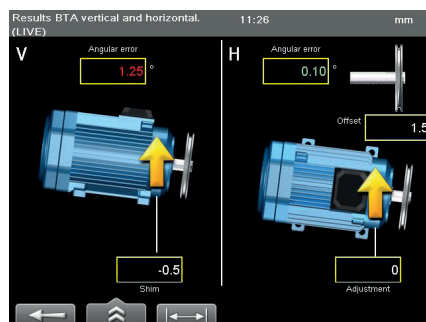 Results BTA vertical and horizontal. 11:26 mm
(LIVE)
V
Angular error
1.25 °
H
Angular error
0.10 °
Offset
1.5
-0.5
Shim
0
Adjustment